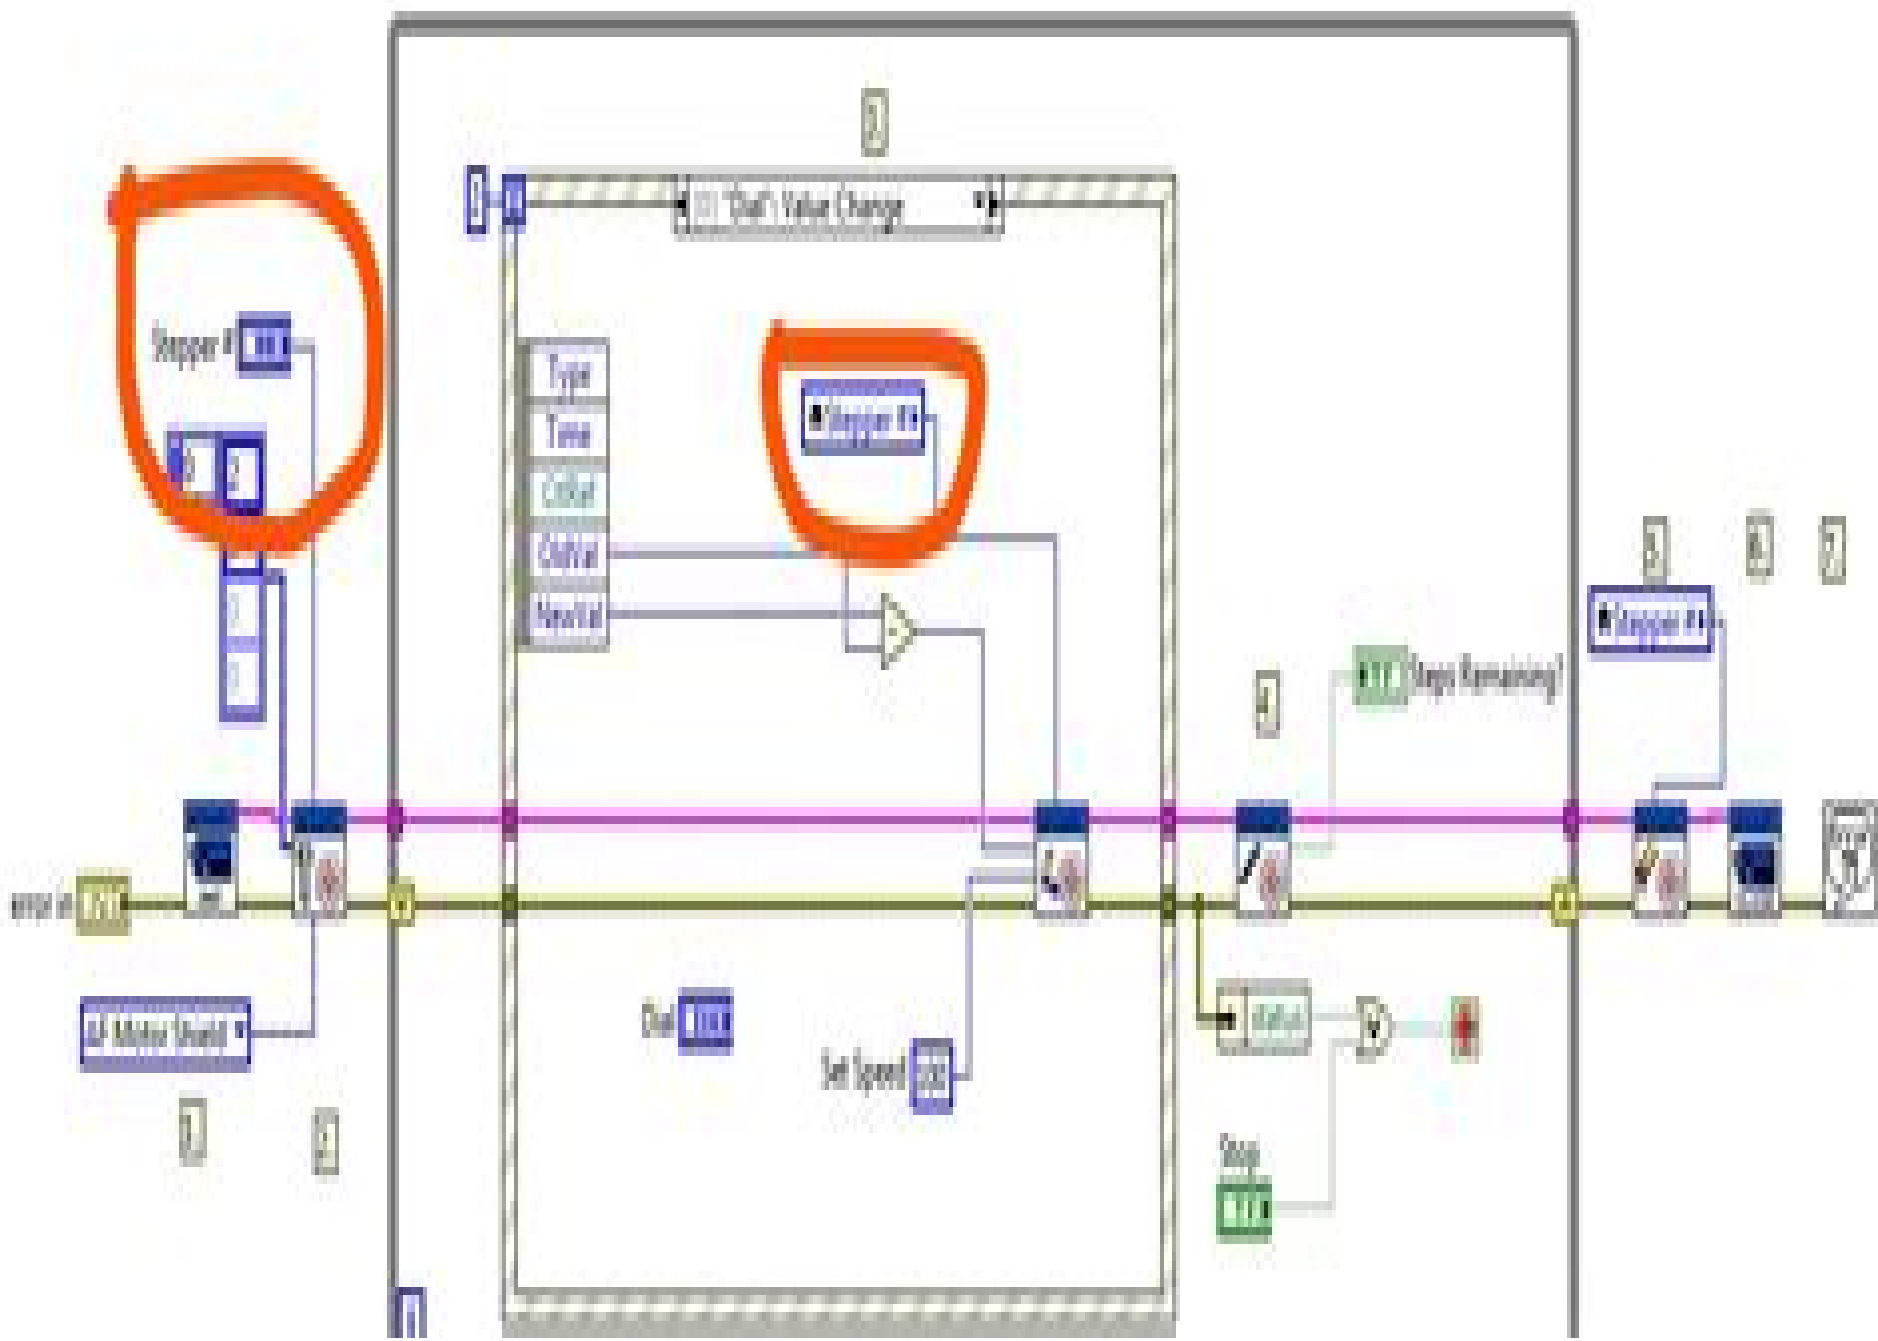 "Dial": Value Change
Stepper #
Type
Stepper #
Time
CtlRef
OldVal
NewVal
Stepper #
Steps Remaining?
error in
status
AF Motor Shield
Dial
Set Speed
Stop